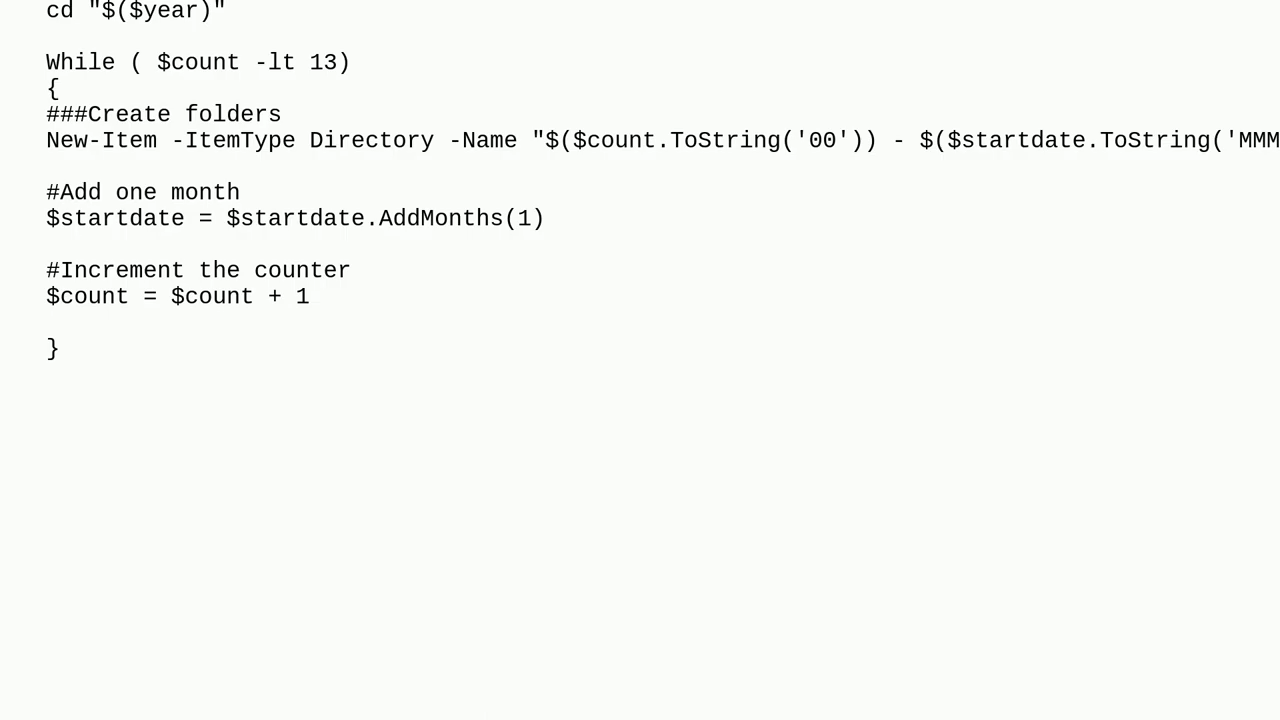 cd "$($year)"
While ( $count -lt 13)
{
###Create folders
New-Item -ItemType Directory -Name "$($count.ToString('00')) - $($startdate.ToString('MMM
#Add one month
$startdate = $startdate.AddMonths(1)
#Increment the counter
$count = $count + 1
}